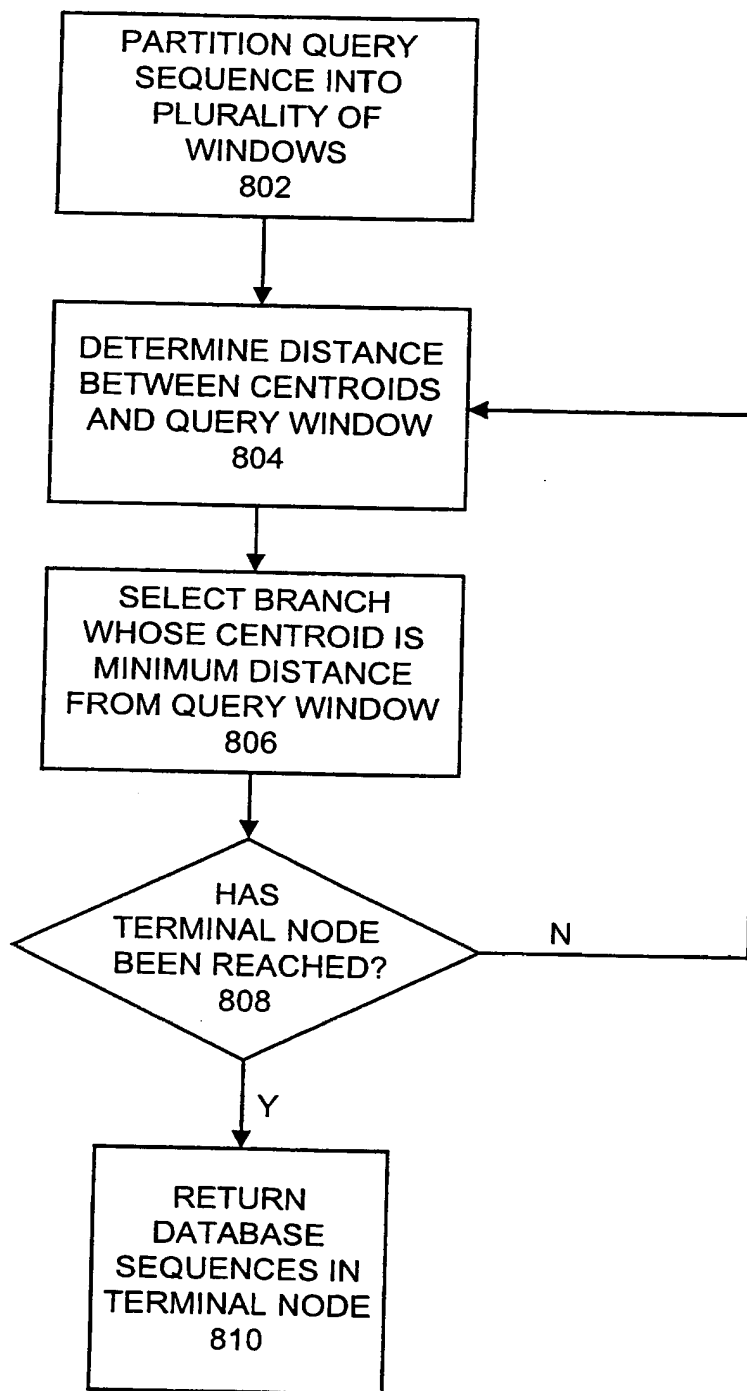 PARTITION QUERY
SEQUENCE INTO
PLURALITY OF
WINDOWS
802
DETERMINE DISTANCE
BETWEEN CENTROIDS
AND QUERY WINDOW
804
SELECT BRANCH
WHOSE CENTROID IS
MINIMUM DISTANCE
FROM QUERY WINDOW
806
HAS
TERMINAL NODE
BEEN REACHED?
808
N
Y
RETURN
DATABASE
SEQUENCES IN
TERMINAL NODE
810